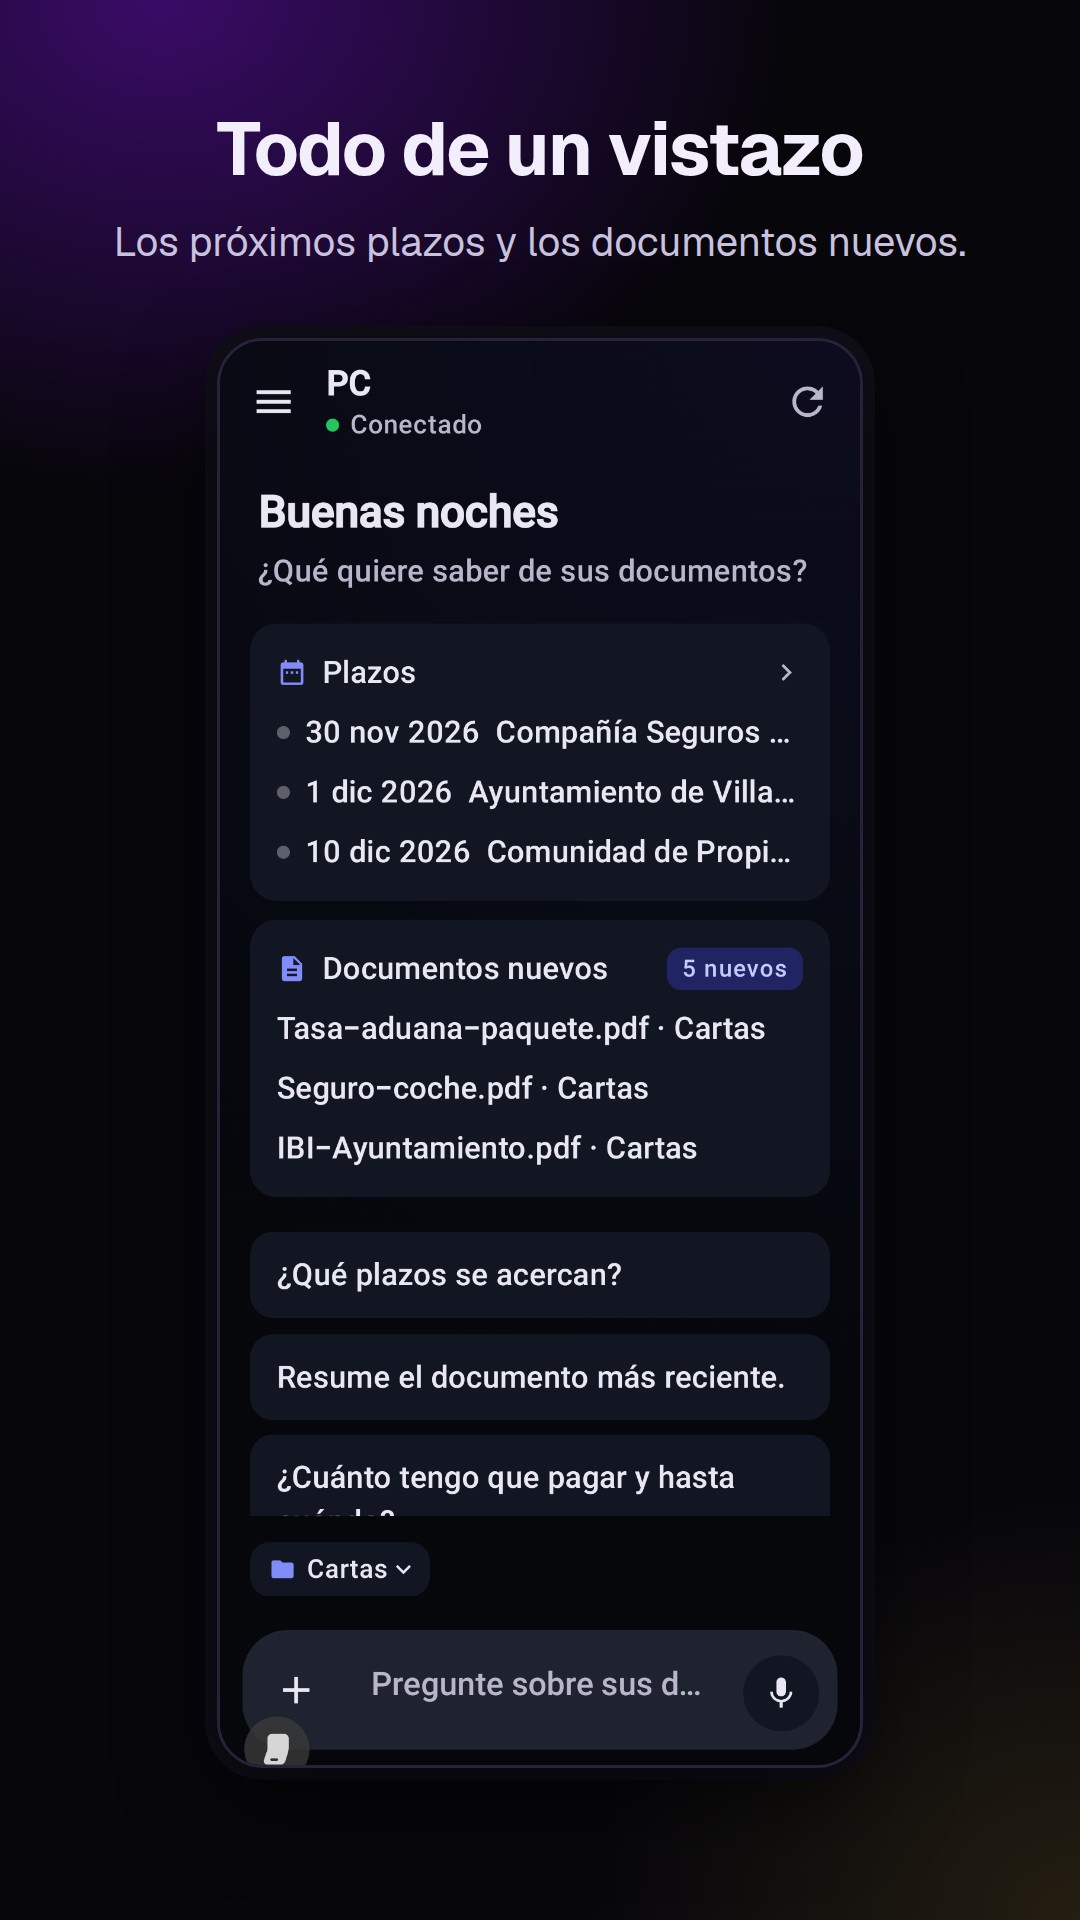 Todo de un vistazo
Los próximos plazos y los documentos nuevos.
PC
Conectado
Buenas noches
¿Qué quiere saber de sus documentos?
Plazos
30 nov 2026 Compañía Seguros ...
1 dic 2026 Ayuntamiento de Villa...
10 dic 2026 Comunidad de Propi...
Documentos nuevos
5 nuevos
Tasa-aduana-paquete.pdf · Cartas
Seguro-coche.pdf · Cartas
IBI-Ayuntamiento.pdf · Cartas
¿Qué plazos se acercan?
Resume el documento más reciente.
¿Cuánto tengo que pagar y hasta
cuándo?
Cartas
Pregunte sobre sus d...